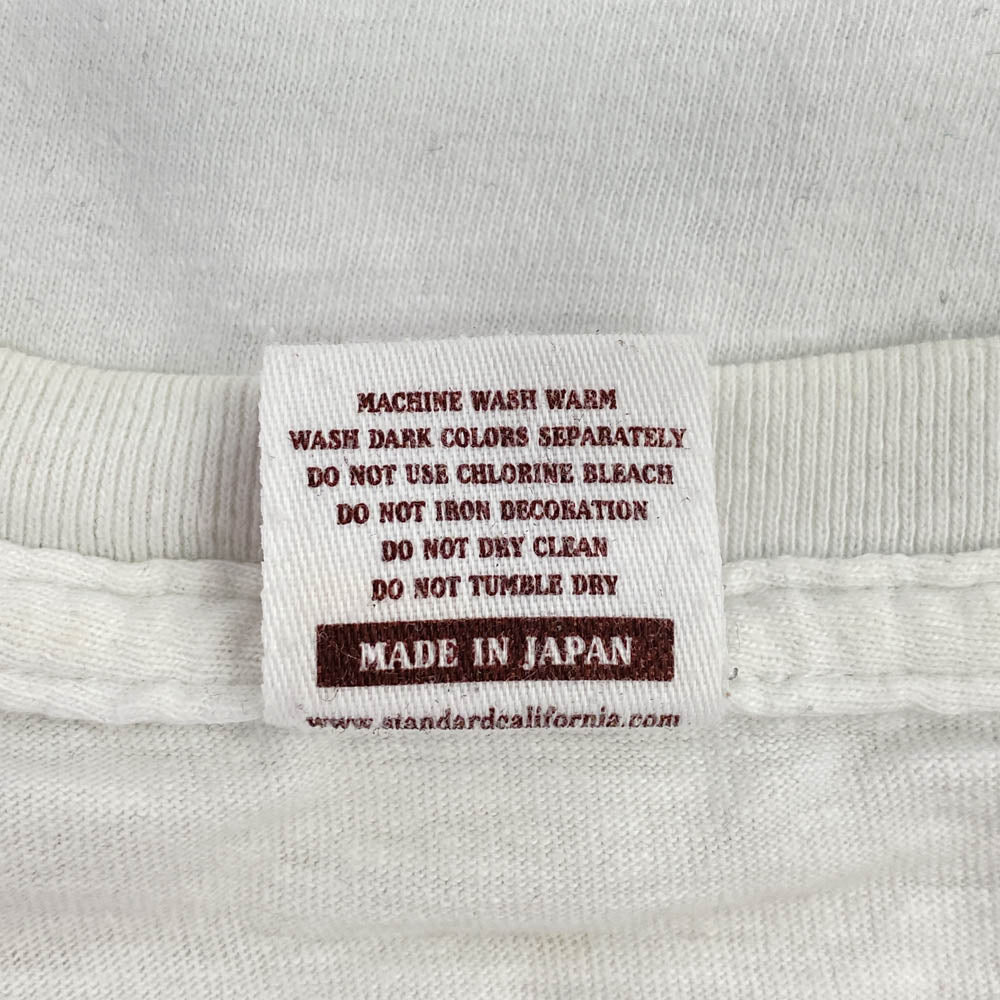 MACHINE WASH WARM
WASH DARK COLORS SEPARATELY
DO NOT USE CHLORINE BLEACH
DO NOT IRON DECORATION
DO NOT DRY CLEAN
DO NOT TUMBLE DRY
MADE IN JAPAN
www.standardcalifornia.com